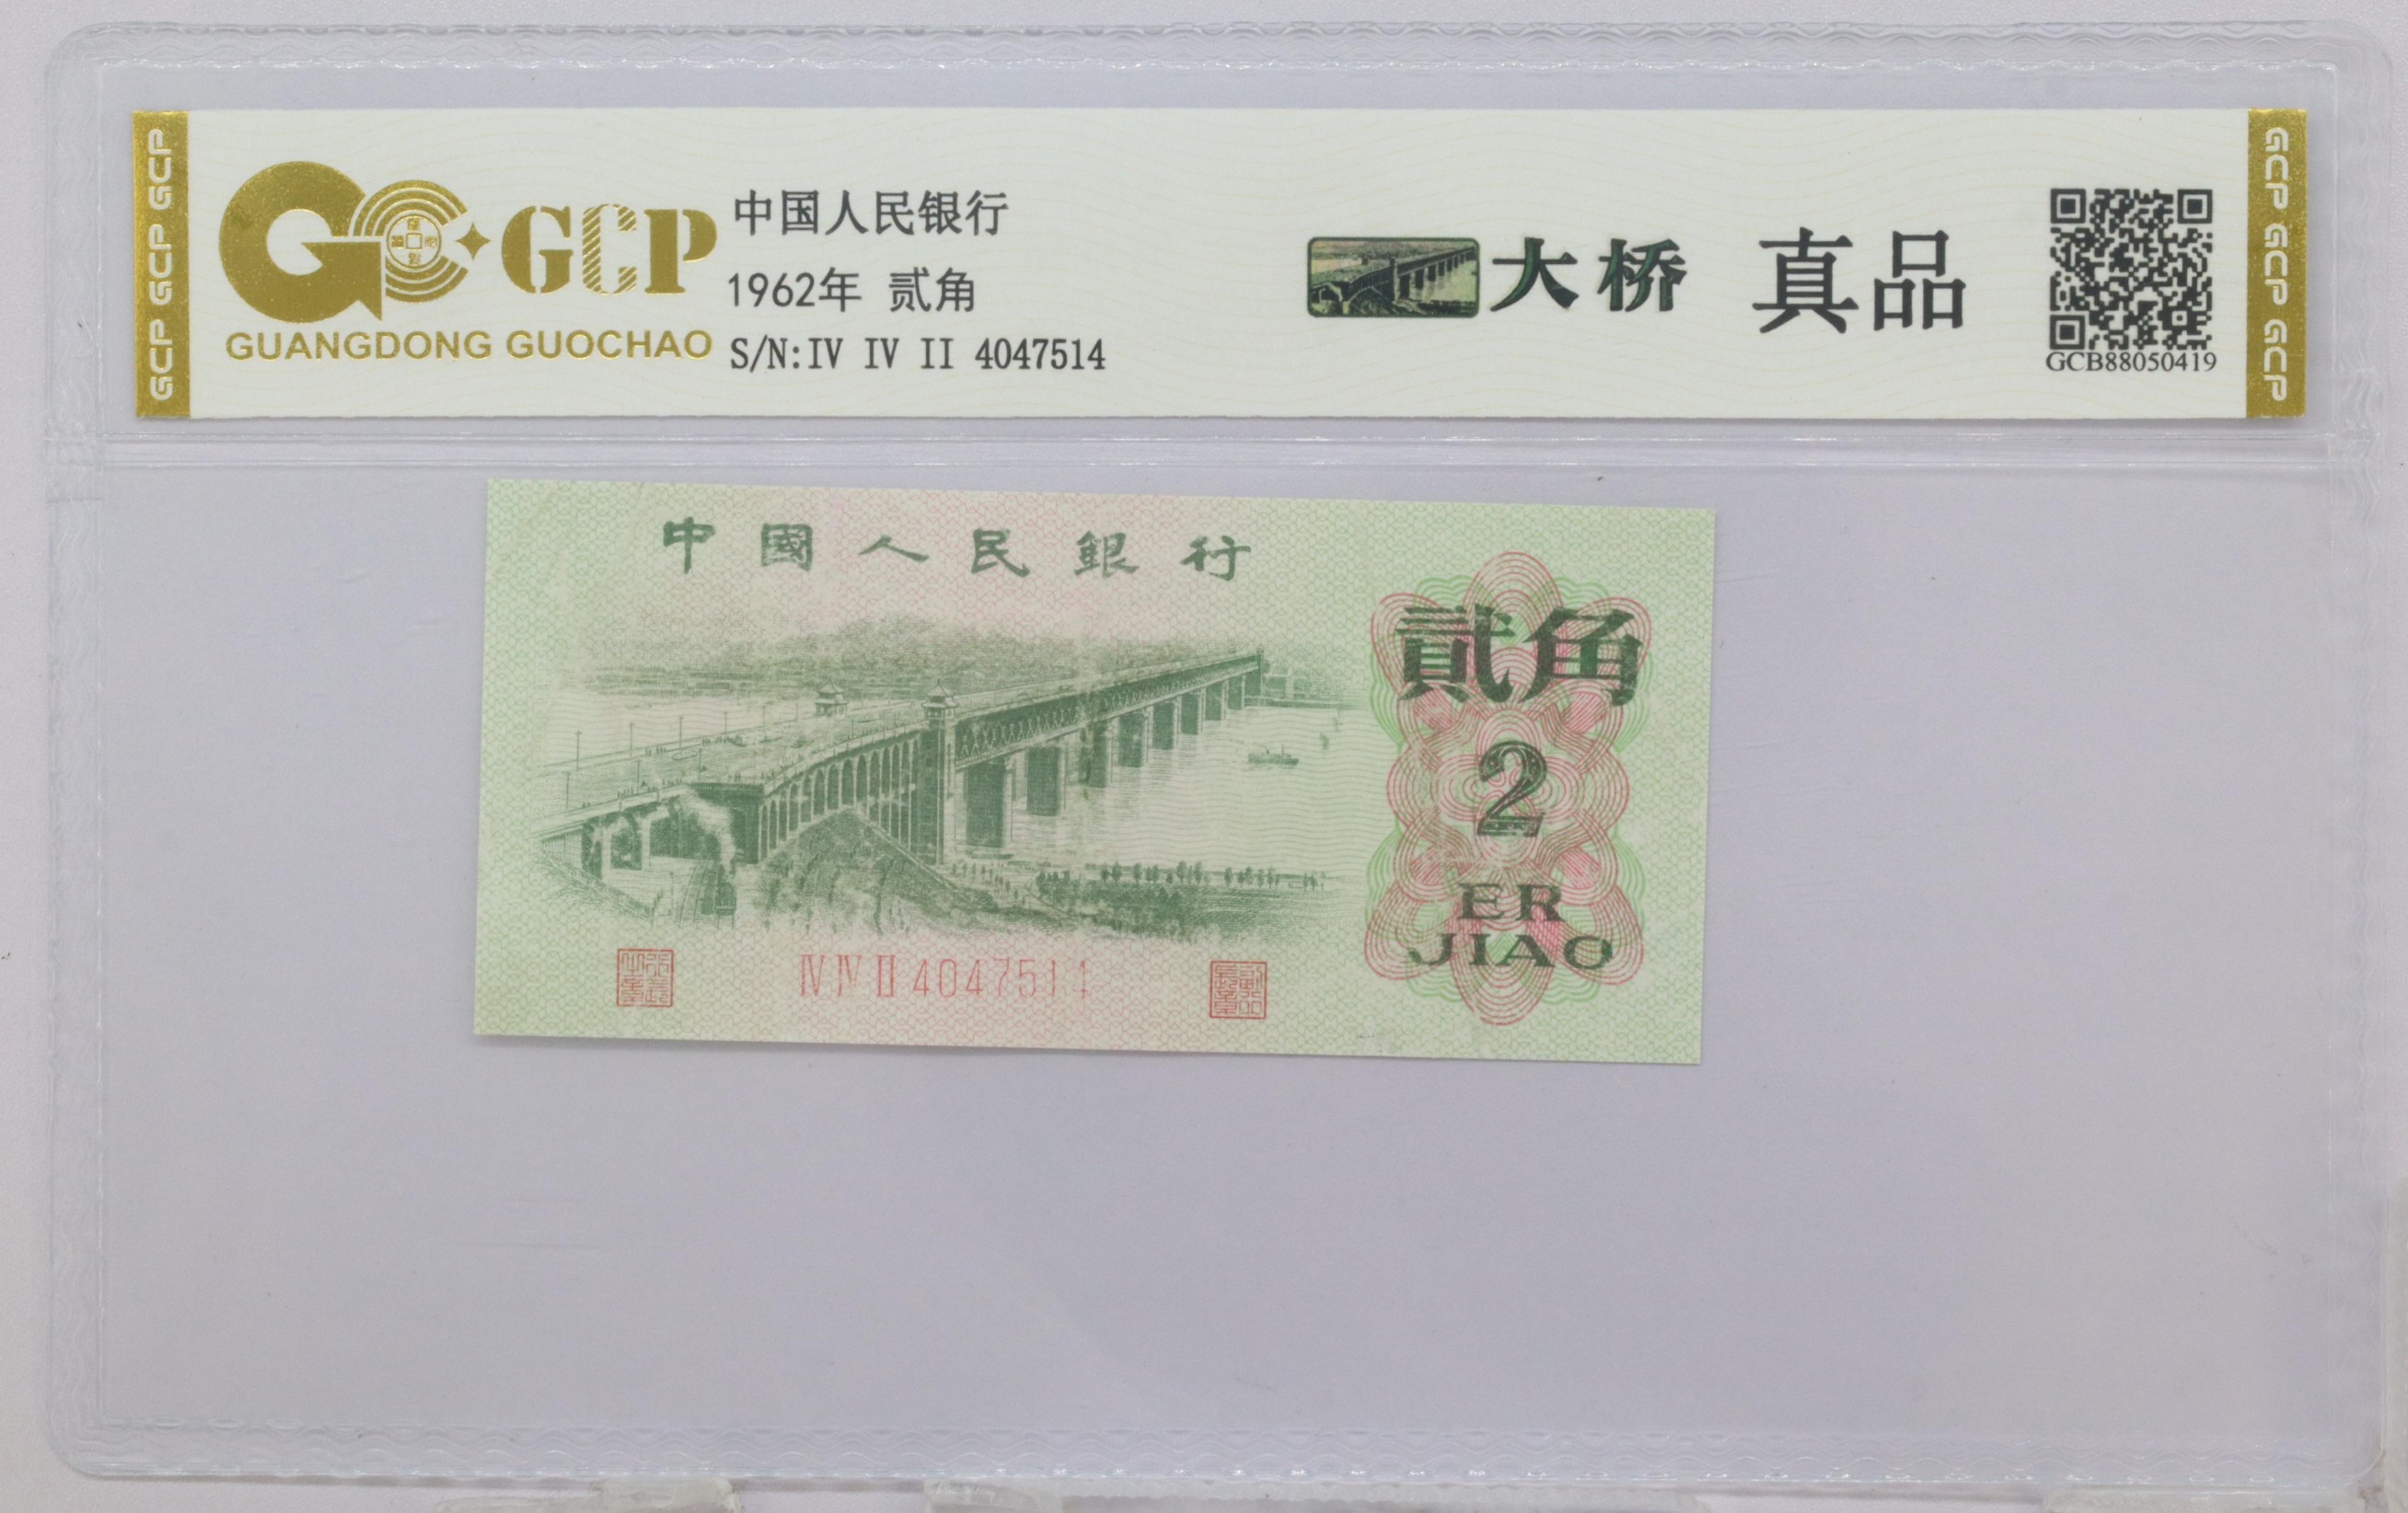 GCP GCP GCP
GCP
GUANGDONG GUOCHAO
中国人民银行
1962年 贰角
S/N:IV IV II 4047514
大桥
真品
GCB88050419
GCP GCP GCP
中國人民銀行
貳角
2
ER
JIAO
IV IV II 4047514